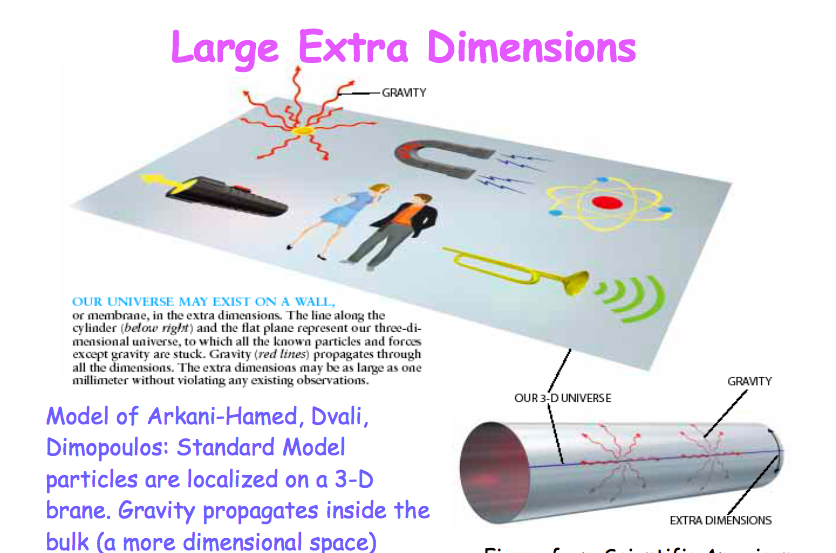 Large Extra Dimensions
GRAVITY
OUR UNIVERSE MAY EXIST ON A WALL,
or membrane, in the extra dimensions. The line along the
cylinder (below right) and the flat plane represent our three-di-
mensional universe, to which all the known particles and forces
except gravity are stuck. Gravity (red lines) propagates through
all the dimensions. The extra dimensions may be as large as one
millimeter without violating any existing observations.
Model of Arkani-Hamed, Dvali,
Dimopoulos: Standard Model
particles are localized on a 3-D
brane. Gravity propagates inside the
bulk (a more dimensional space)
OUR 3-D UNIVERSE
GRAVITY
EXTRA DIMENSIONS